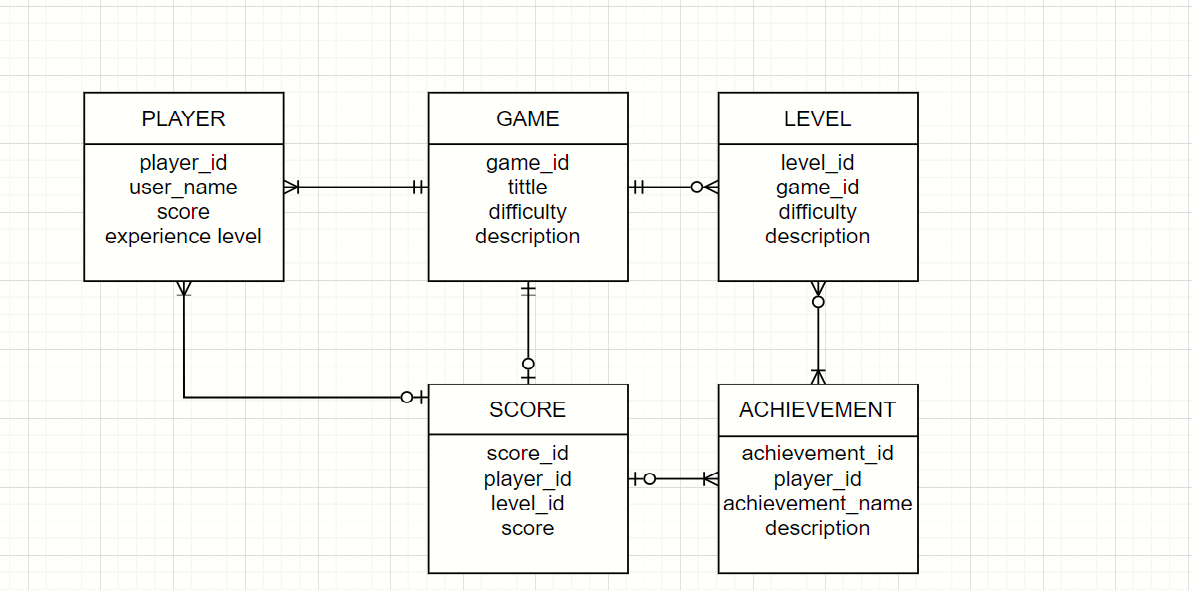 PLAYER
player_id
user_name
score
experience level
GAME
game_id
tittle
difficulty
description
LEVEL
level_id
game_id
difficulty
description
SCORE
score_id
player_id
level_id
score
ACHIEVEMENT
achievement_id
player_id
achievement_name
description